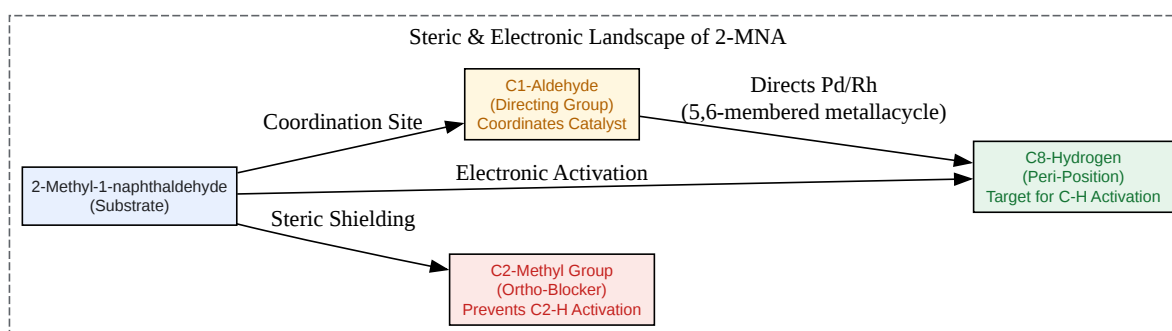 Steric & Electronic Landscape of 2-MNA
C1-Aldehyde
(Directing Group)
Coordinates Catalyst
Directs Pd/Rh
(5,6-membered metallacycle)
Coordination Site
C8-Hydrogen
(Peri-Position)
Target for C-H Activation
Electronic Activation
2-Methyl-1-naphthaldehyde
(Substrate)
Steric Shielding
C2-Methyl Group
(Ortho-Blocker)
Prevents C2-H Activation